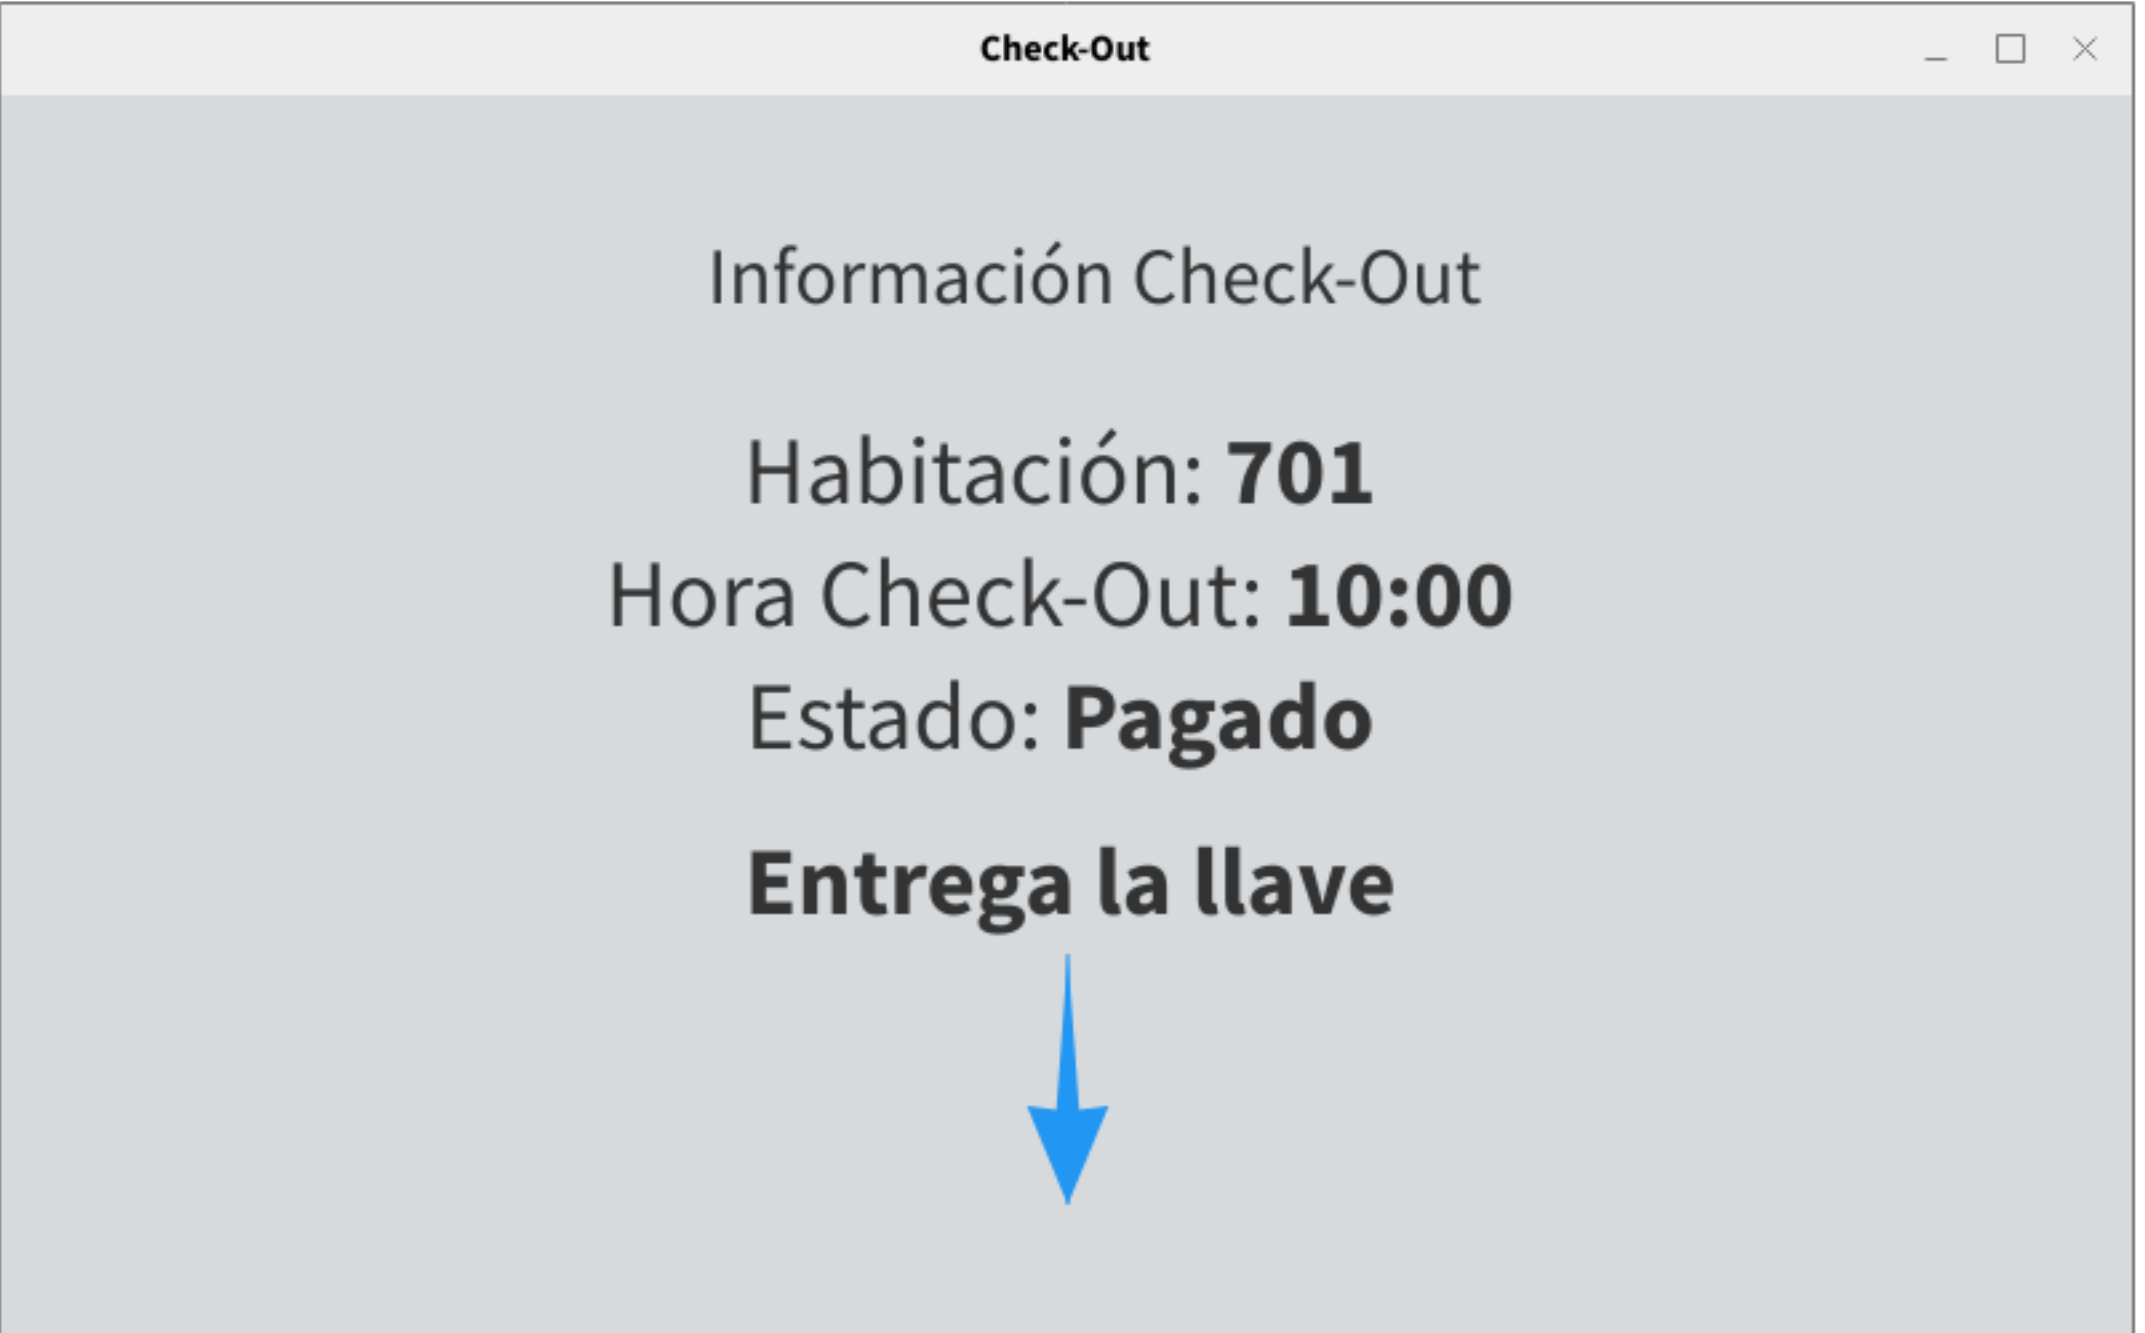 Check-Out
Información Check-Out
Habitación: 701
Hora Check-Out: 10:00
Estado: Pagado
Entrega la llave